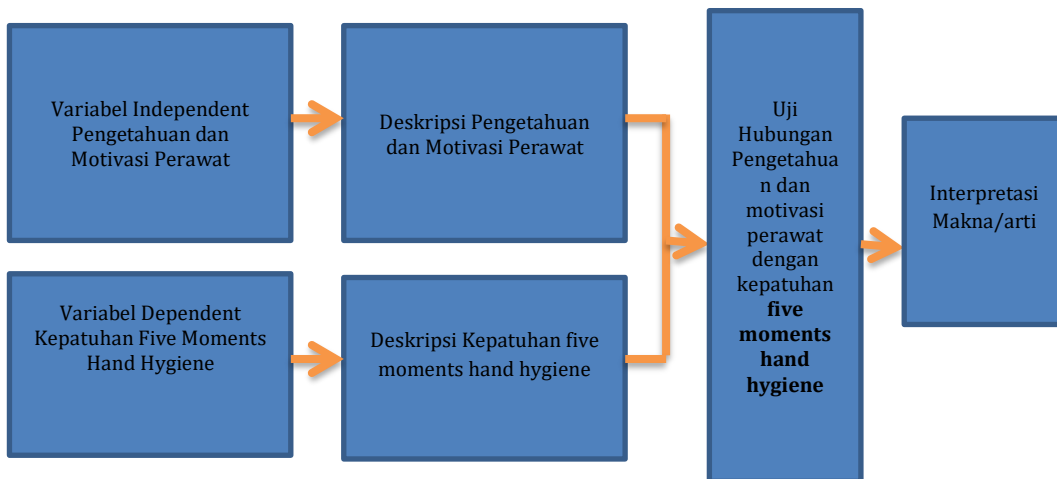 Variabel Independent
Pengetahuan dan
Motivasi Perawat
Deskripsi Pengetahuan
dan Motivasi Perawat
Variabel Dependent
Kepatuhan Five Moments
Hand Hygiene
Deskripsi Kepatuhan five
moments hand hygiene
Uji
Hubungan
Pengetahua
n dan
motivasi
perawat
dengan
kepatuhan
five
moments
hand
hygiene
Interpretasi
Makna/arti